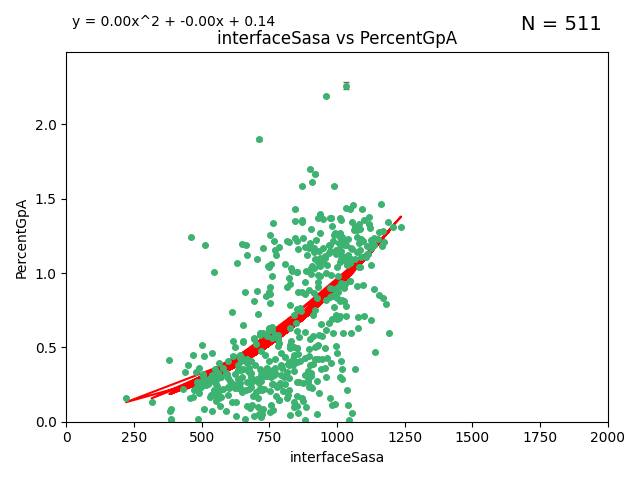 y = 0.00x^2 + -0.00x + 0.14
N = 511
interfaceSasa vs PercentGpA
PercentGpA
2.0
1.5
1.0
0.5
0.0
0 250 500 750 1000 1250 1500 1750 2000
interfaceSasa